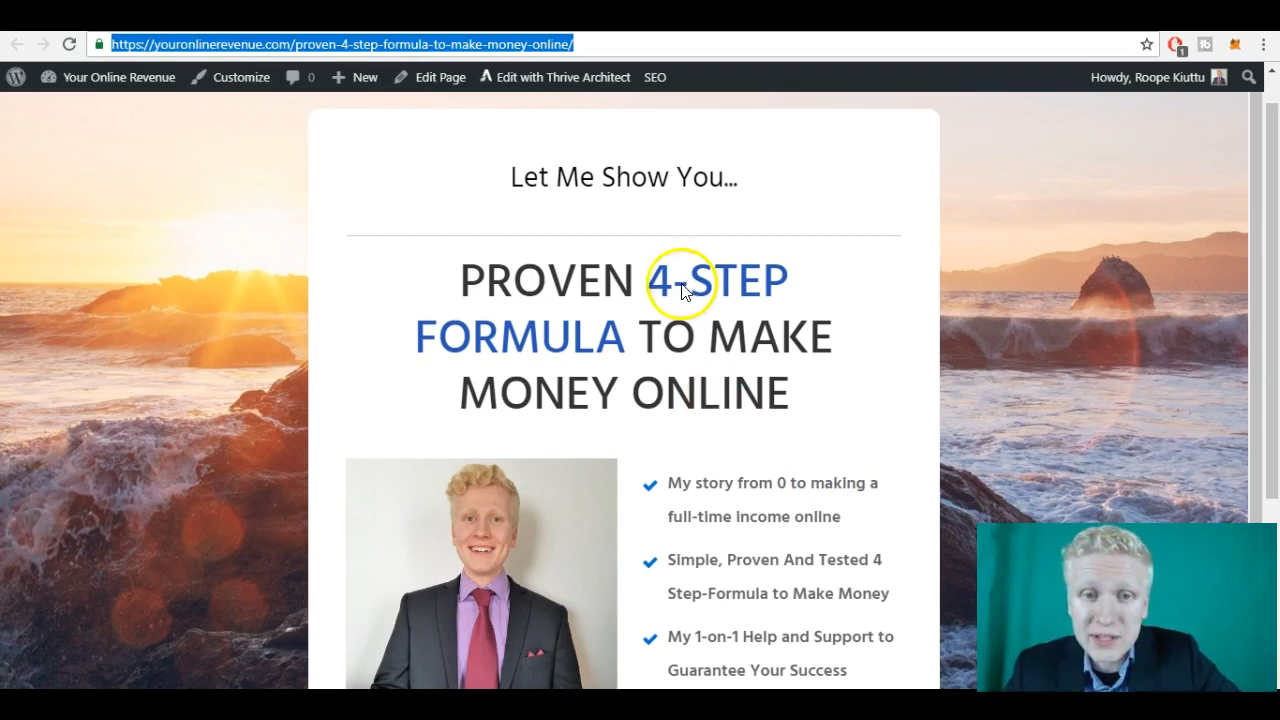 https://youronlinerevenue.com/proven-4-step-formula-to-make-money-online/
1
Your Online Revenue Customize 0 New Edit Page Edit with Thrive Architect SEO Howdy, Roope Kiuttu
Let Me Show You...
PROVEN 4-STEP
FORMULA TO MAKE
MONEY ONLINE
My story from 0 to making a
full-time income online
Simple, Proven And Tested 4
Step-Formula to Make Money
My 1-on-1 Help and Support to
Guarantee Your Success